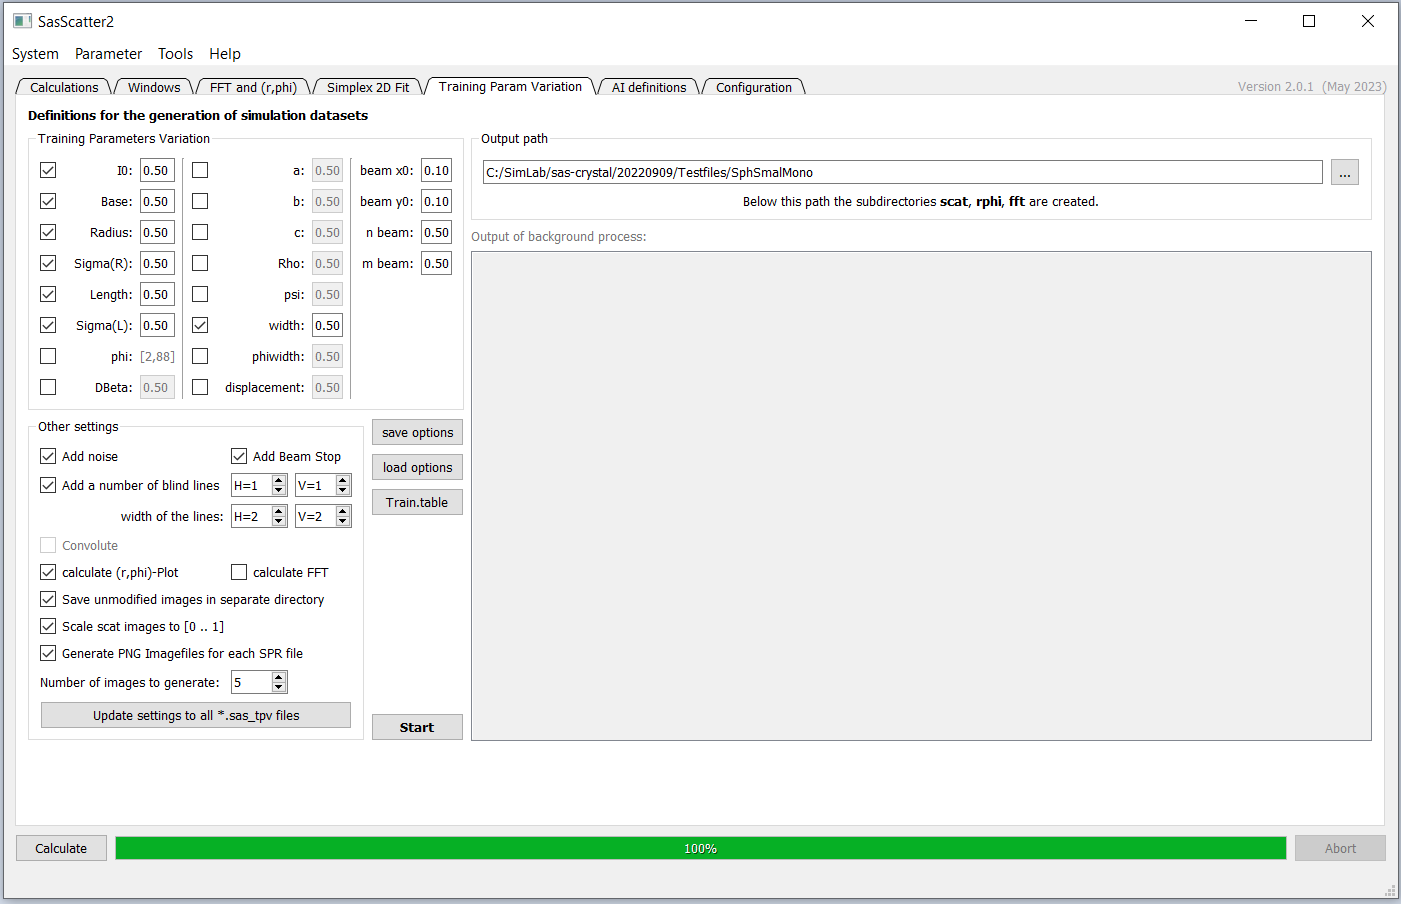 SasScatter2
System Parameter Tools Help
Calculations Windows FFT and (r,phi) Simplex 2D Fit Training Param Variation AI definitions Configuration Version 2.0.1 (May 2023)
Definitions for the generation of simulation datasets
Training Parameters Variation
I0: 0.50 a: 0.50 beam x0: 0.10
Base: 0.50 b: 0.50 beam y0: 0.10
Radius: 0.50 c: 0.50 n beam: 0.50
Sigma(R): 0.50 Rho: 0.50 m beam: 0.50
Length: 0.50 psi: 0.50
Sigma(L): 0.50 width: 0.50
phi: [2,88] phiwidth: 0.50
DBeta: 0.50 displacement: 0.50
Output path
C:/SimLab/sas-crystal/20220909/Testfiles/SphSmalMono ...
Below this path the subdirectories scat, rphi, fft are created.
Output of background process:
Other settings
Add noise Add Beam Stop
Add a number of blind lines H=1 V=1
width of the lines: H=2 V=2
Convolute
calculate (r,phi)-Plot calculate FFT
Save unmodified images in separate directory
Scale scat images to [0 .. 1]
Generate PNG Imagefiles for each SPR file
Number of images to generate: 5
Update settings to all *.sas_tpv files
save options
load options
Train.table
Start
Calculate 100% Abort